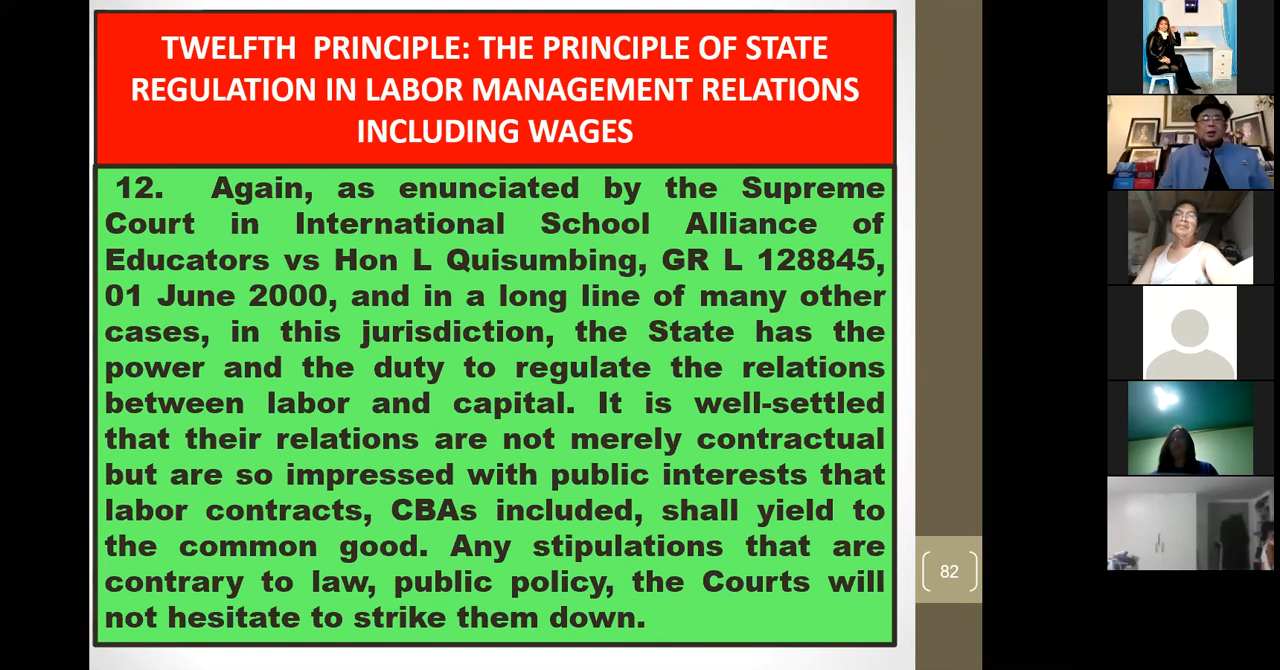 TWELFTH PRINCIPLE: THE PRINCIPLE OF STATE
REGULATION IN LABOR MANAGEMENT RELATIONS
INCLUDING WAGES
12. Again, as enunciated by the Supreme
Court in International School Alliance of
Educators vs Hon L Quisumbing, GR L 128845,
01 June 2000, and in a long line of many other
cases, in this jurisdiction, the State has the
power and the duty to regulate the relations
between labor and capital. It is well-settled
that their relations are not merely contractual
but are so impressed with public interests that
labor contracts, CBAs included, shall yield to
the common good. Any stipulations that are
contrary to law, public policy, the Courts will
not hesitate to strike them down.
82